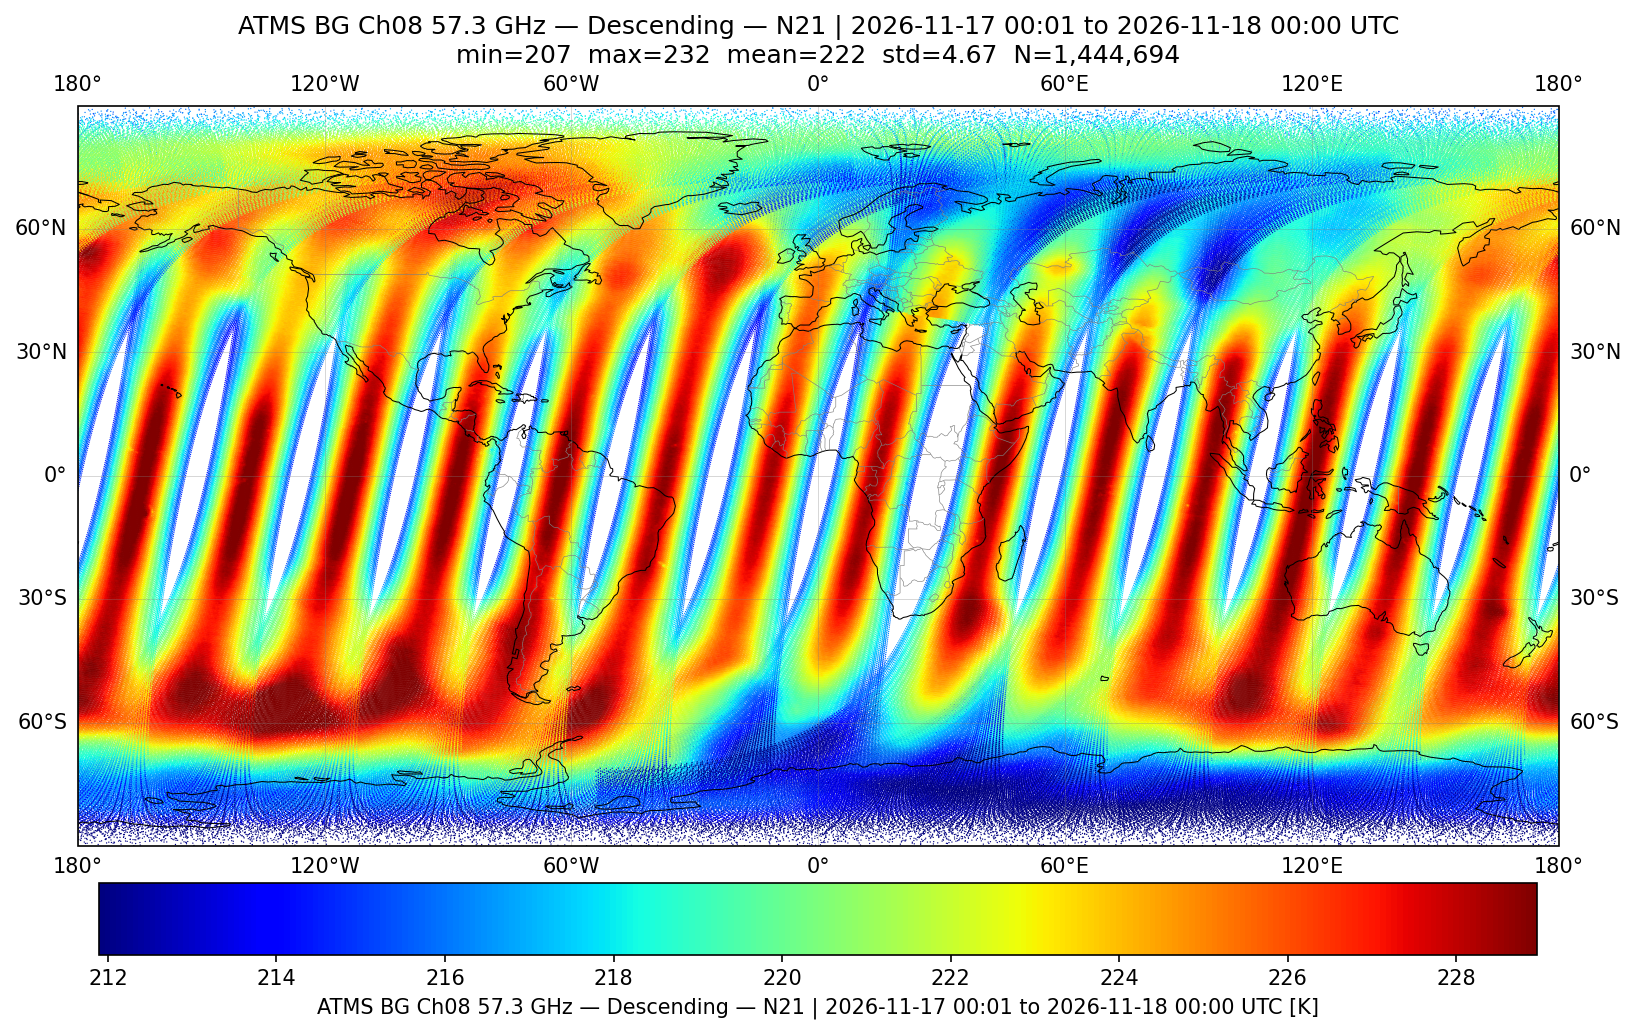 ATMS BG Ch08 57.3 GHz — Descending — N21 | 2026-11-17 00:01 to 2026-11-18 00:00 UTC
min=207 max=232 mean=222 std=4.67 N=1,444,694
180° 120°W 60°W 0° 60°E 120°E 180°
60°N 60°N
30°N 30°N
0° 0°
30°S 30°S
60°S 60°S
180° 120°W 60°W 0° 60°E 120°E 180°
212 214 216 218 220 222 224 226 228
ATMS BG Ch08 57.3 GHz — Descending — N21 | 2026-11-17 00:01 to 2026-11-18 00:00 UTC [K]